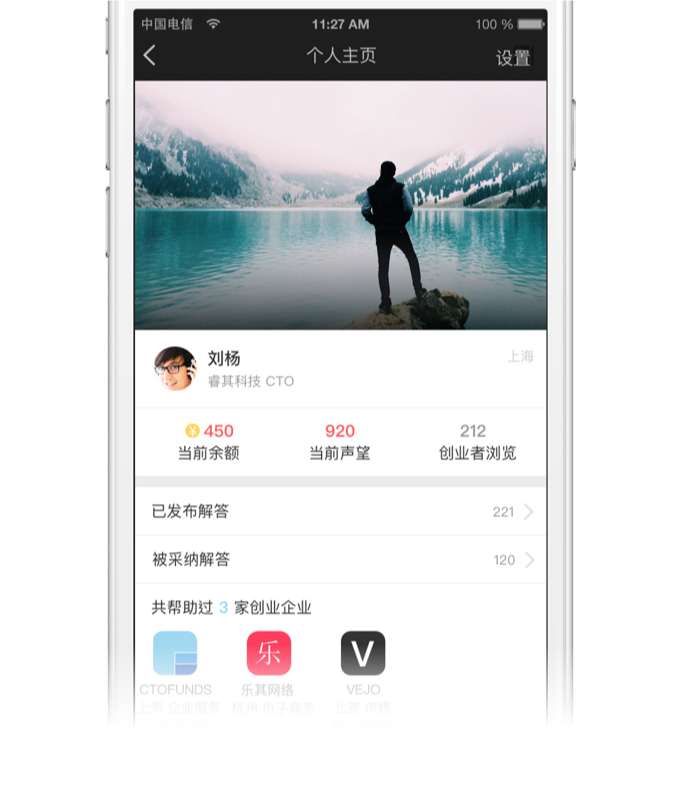 中国电信 11:27 AM 100 %
个人主页 设置
刘杨 上海
睿其科技 CTO
¥ 450 920 212
当前余额 当前声望 创业者浏览
已发布解答 221
被采纳解答 120
共帮助过 3 家创业企业
乐 V
CTOFUNDS 乐其网络 VEJO
上海 企业服务 杭州 电子商务 北京 传媒